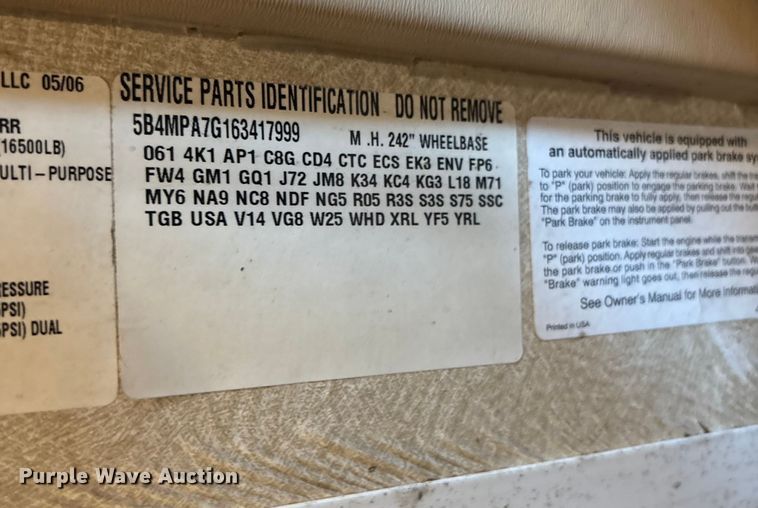 LLC 05/06
RR
(16500LB)
ULTI-PURPOSE
ESSURE
PSI)
PSI) DUAL
SERVICE PARTS IDENTIFICATION DO NOT REMOVE
5B4MPA7G163417999 M .H. 242" WHEELBASE
061 4K1 AP1 C8G CD4 CTC ECS EK3 ENV FP6
FW4 GM1 GQ1 J72 JM8 K34 KC4 KG3 L18 M71
MY6 NA9 NC8 NDF NG5 R05 R3S S3S S75 SSC
TGB USA V14 VG8 W25 WHD XRL YF5 YRL
This vehicle is equipped with
an automatically applied park brake sy
To park your vehicle: Apply the regular brakes, shift the tra
to "P" (park) position to engage the parking brake. Wait
for the parking brake to fully apply, then release the regul
The park brake may also be applied by pulling out the butt
"Park Brake" on the instrument panel.
To release park brake: Start the engine while the transm
"P" (park) position. Apply regular brakes and shift into gea
the park brake or push in the "Park Brake" button. W
"Brake" warning light goes out, then release the regu
See Owner's Manual for More Informati
Printed in USA
Purple Wave Auction